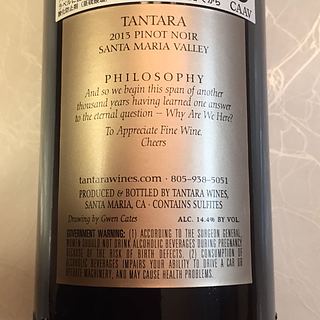 CAAV
TANTARA
2013 PINOT NOIR
SANTA MARIA VALLEY
PHILOSOPHY
And so we begin this span of another
thousand years having learned one answer
to the eternal question – Why Are We Here?
To Appreciate Fine Wine.
Cheers
tantarawines.com · 805–938–5051
PRODUCED & BOTTLED BY TANTARA WINES,
SANTA MARIA, CA · CONTAINS SULFITES
Drawing by Gwen Cates ALC. 14.4% BY VOL.
GOVERNMENT WARNING: (1) ACCORDING TO THE SURGEON GENERAL,
WOMEN SHOULD NOT DRINK ALCOHOLIC BEVERAGES DURING PREGNANCY
BECAUSE OF THE RISK OF BIRTH DEFECTS. (2) CONSUMPTION OF
ALCOHOLIC BEVERAGES IMPAIRS YOUR ABILITY TO DRIVE A CAR OR
OPERATE MACHINERY, AND MAY CAUSE HEALTH PROBLEMS.